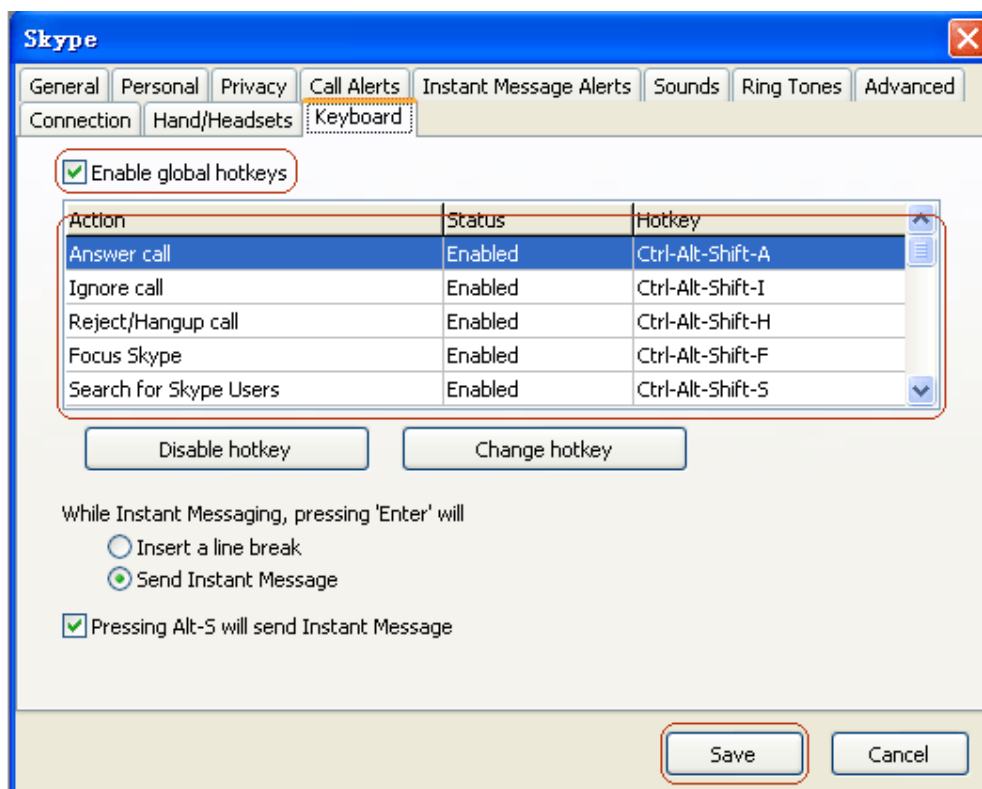 Skype
General Personal Privacy Call Alerts Instant Message Alerts Sounds Ring Tones Advanced
Connection Hand/Headsets Keyboard
Enable global hotkeys
Action Status Hotkey
Answer call Enabled Ctrl-Alt-Shift-A
Ignore call Enabled Ctrl-Alt-Shift-I
Reject/Hangup call Enabled Ctrl-Alt-Shift-H
Focus Skype Enabled Ctrl-Alt-Shift-F
Search for Skype Users Enabled Ctrl-Alt-Shift-S
Disable hotkey Change hotkey
While Instant Messaging, pressing 'Enter' will
Insert a line break
Send Instant Message
Pressing Alt-S will send Instant Message
Save Cancel